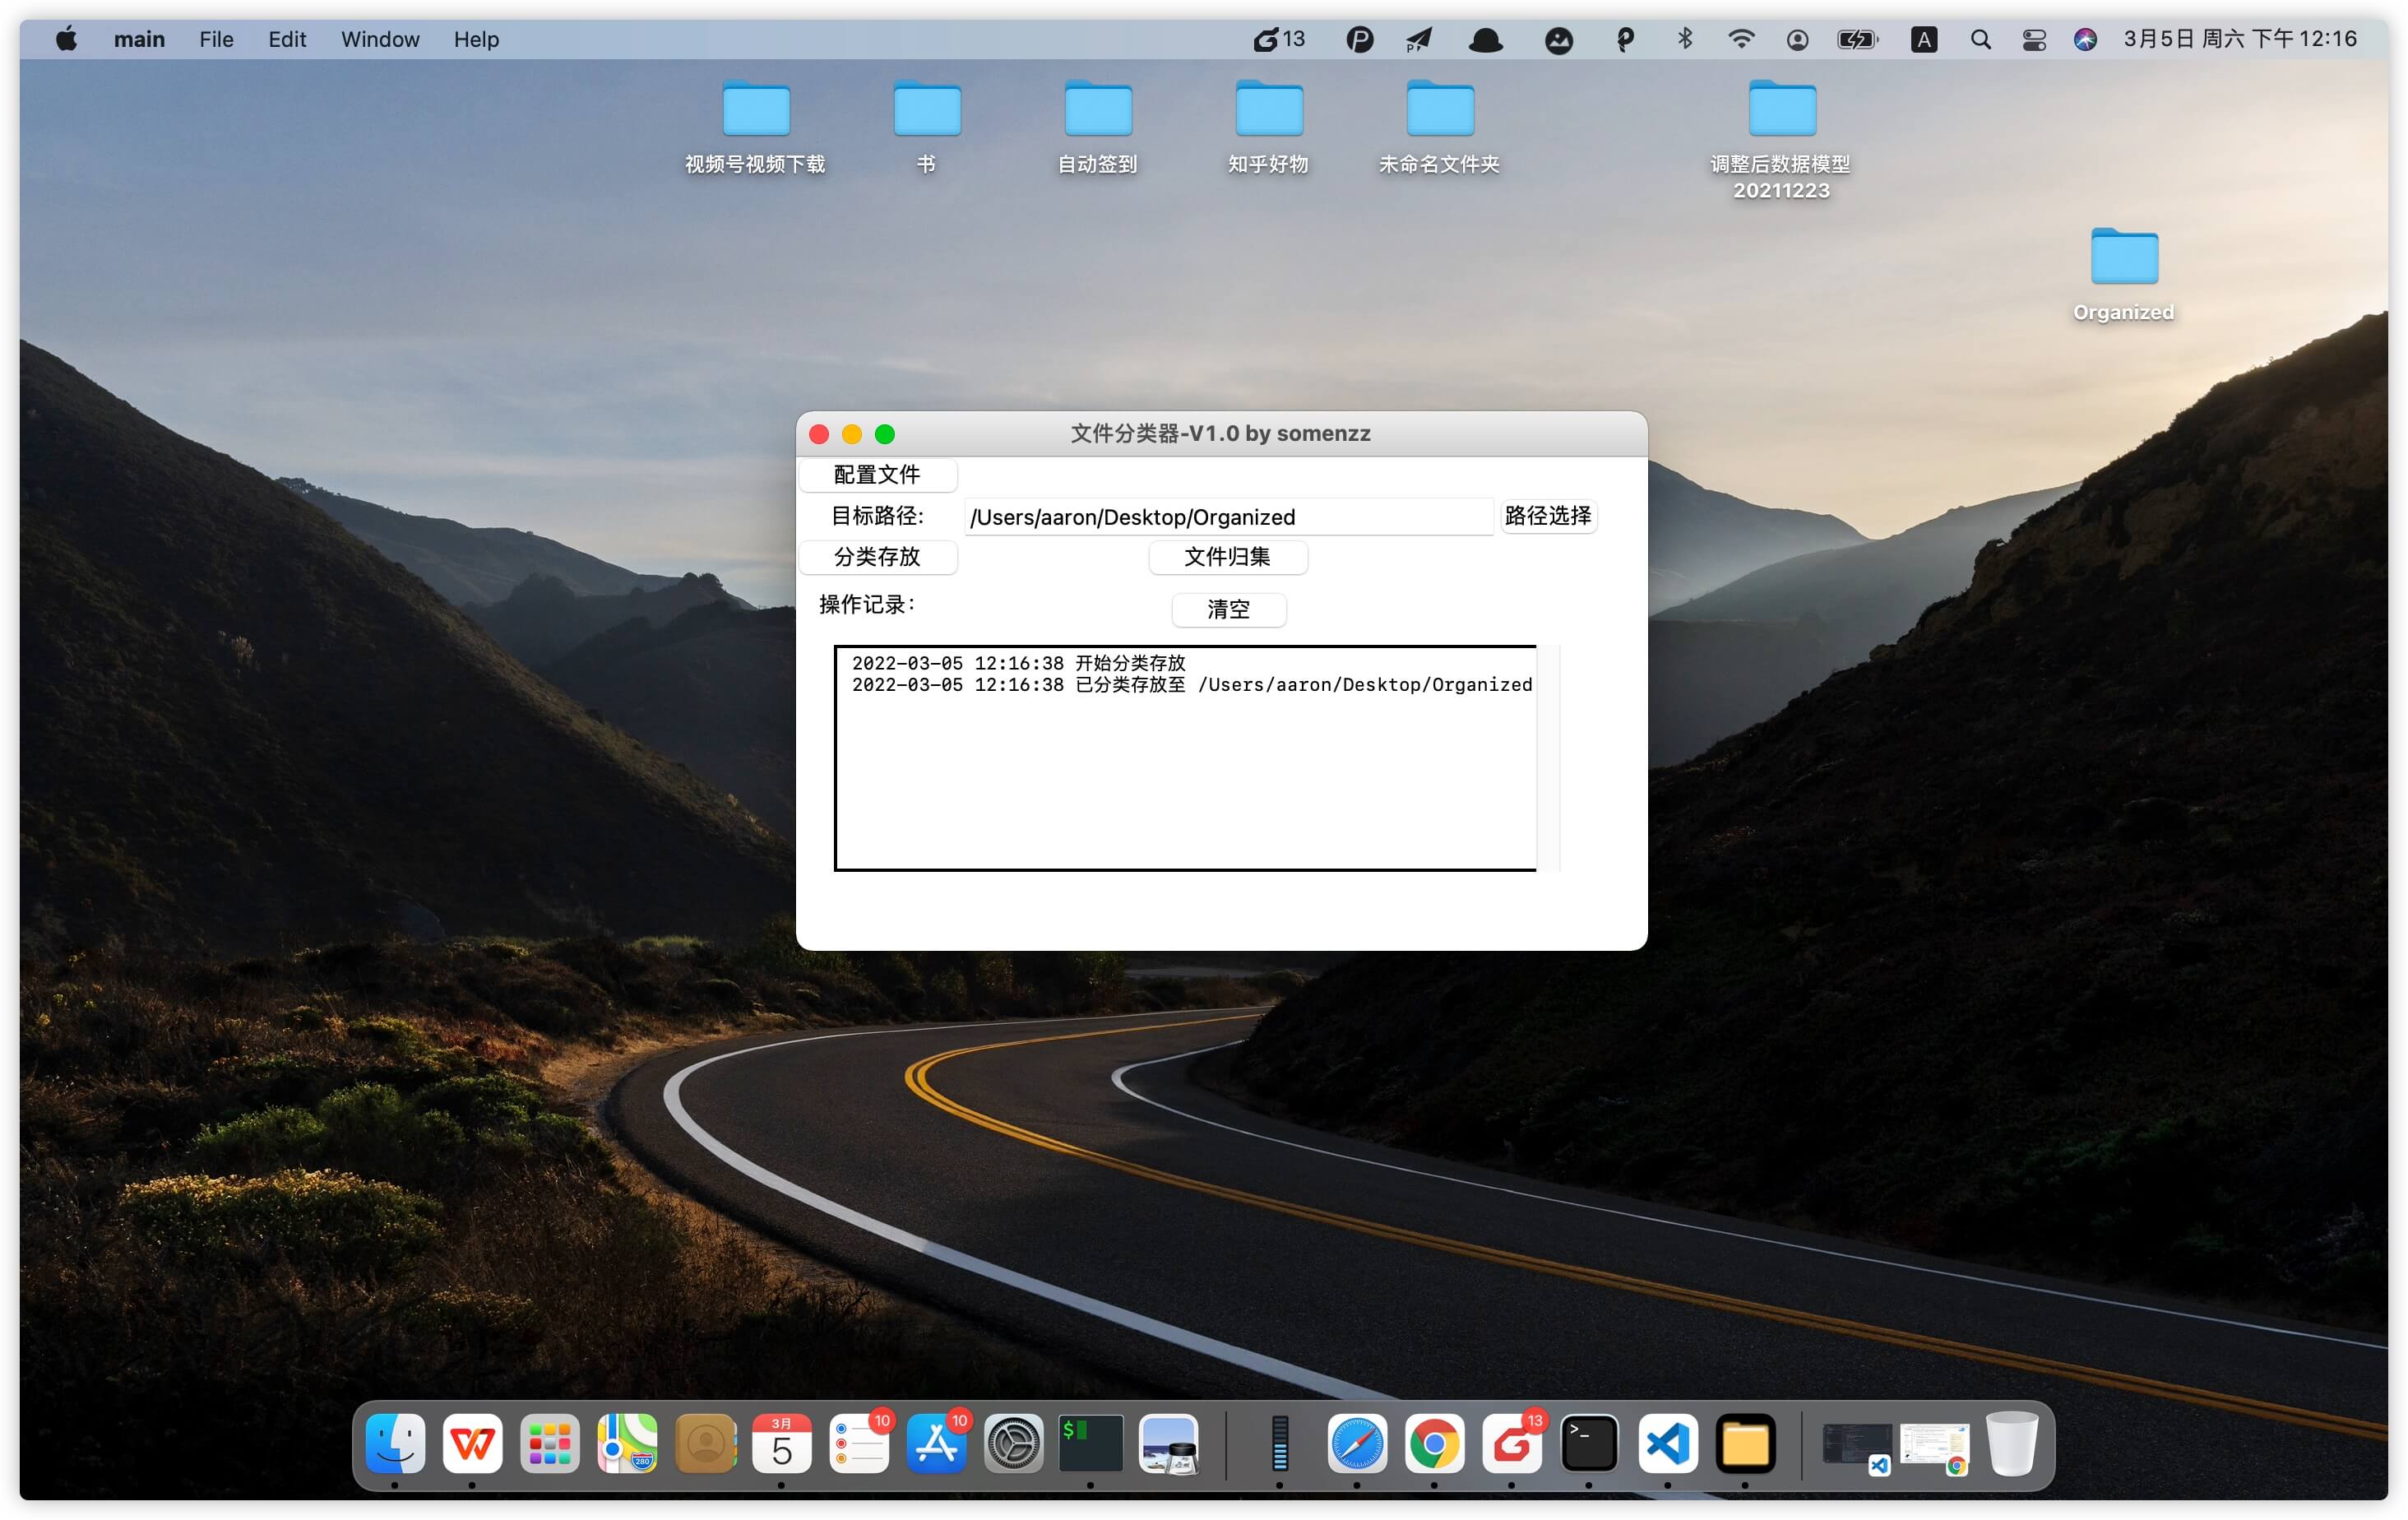 main File Edit Window Help 13 A 3月5日 周六 下午 12:16
视频号视频下载
书
自动签到
知乎好物
未命名文件夹
调整后数据模型
20211223
Organized
文件分类器-V1.0 by somenzz
配置文件
目标路径: /Users/aaron/Desktop/Organized 路径选择
分类存放 文件归集
操作记录: 清空
2022-03-05 12:16:38 开始分类存放
2022-03-05 12:16:38 已分类存放至 /Users/aaron/Desktop/Organized
280
3月
5
10
10
$
13
>_